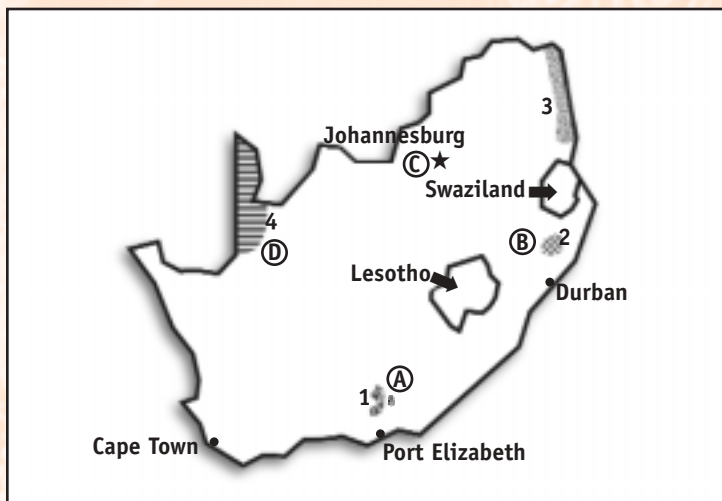 3
Johannesburg
C
Swaziland
4
D
B
2
Lesotho
Durban
A
1
Cape Town
Port Elizabeth